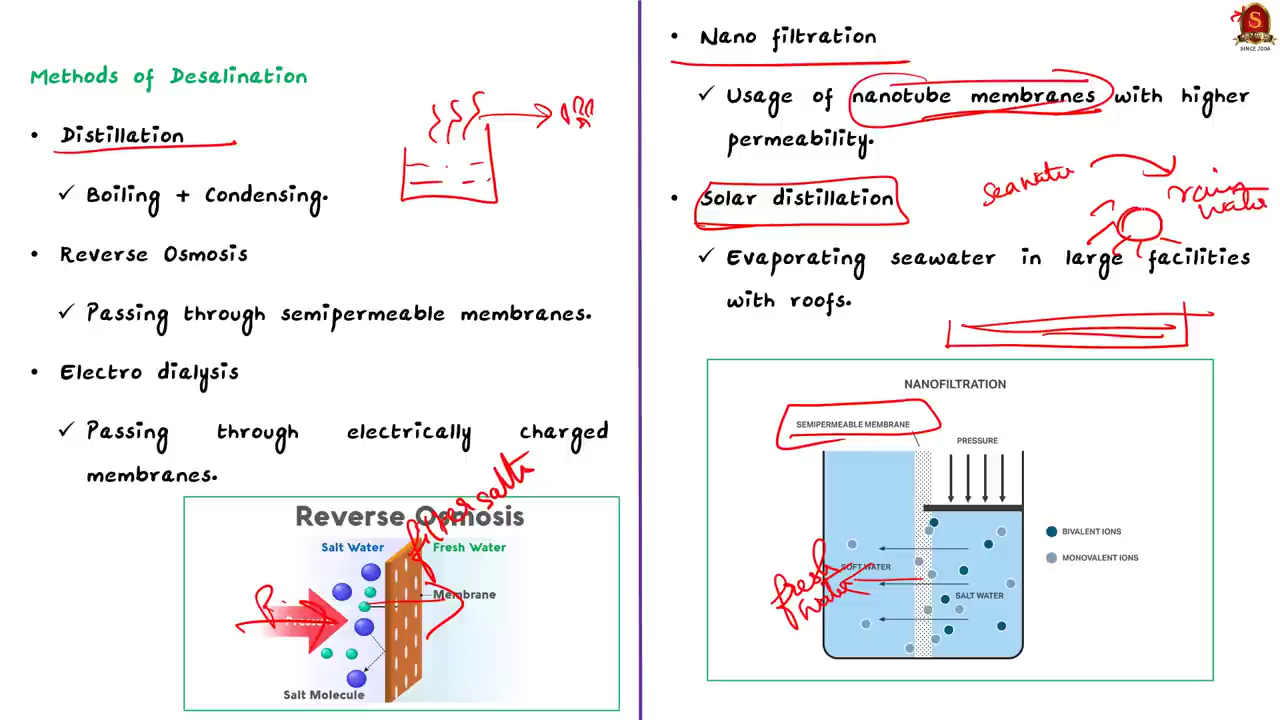 Methods of Desalination
• Distillation
✓ Boiling + Condensing.
• Reverse Osmosis
✓ Passing through semipermeable membranes.
• Electro dialysis
✓ Passing through electrically charged
membranes.
filter salts
Reverse Osmosis
Salt Water
Fresh Water
Membrane
Pressure
Salt Molecule
• Nano filtration
✓ Usage of nanotube membranes with higher
permeability.
• Solar distillation
seawater
water
✓ Evaporating seawater in large facilities
with roofs.
NANOFILTRATION
SEMIPERMEABLE MEMBRANE
PRESSURE
BIVALENT IONS
MONOVALENT IONS
SOFT WATER
SALT WATER
fresh
water
S
SINCE 2004